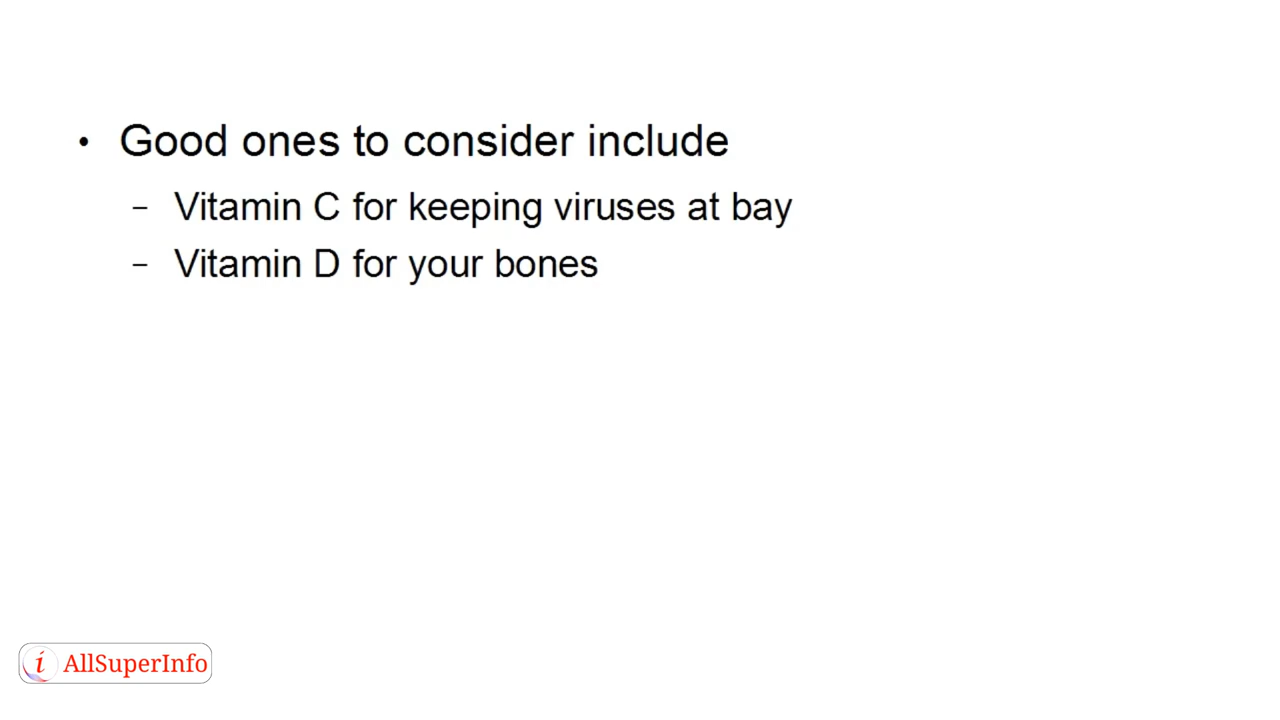 • Good ones to consider include
– Vitamin C for keeping viruses at bay
– Vitamin D for your bones
i AllSuperInfo